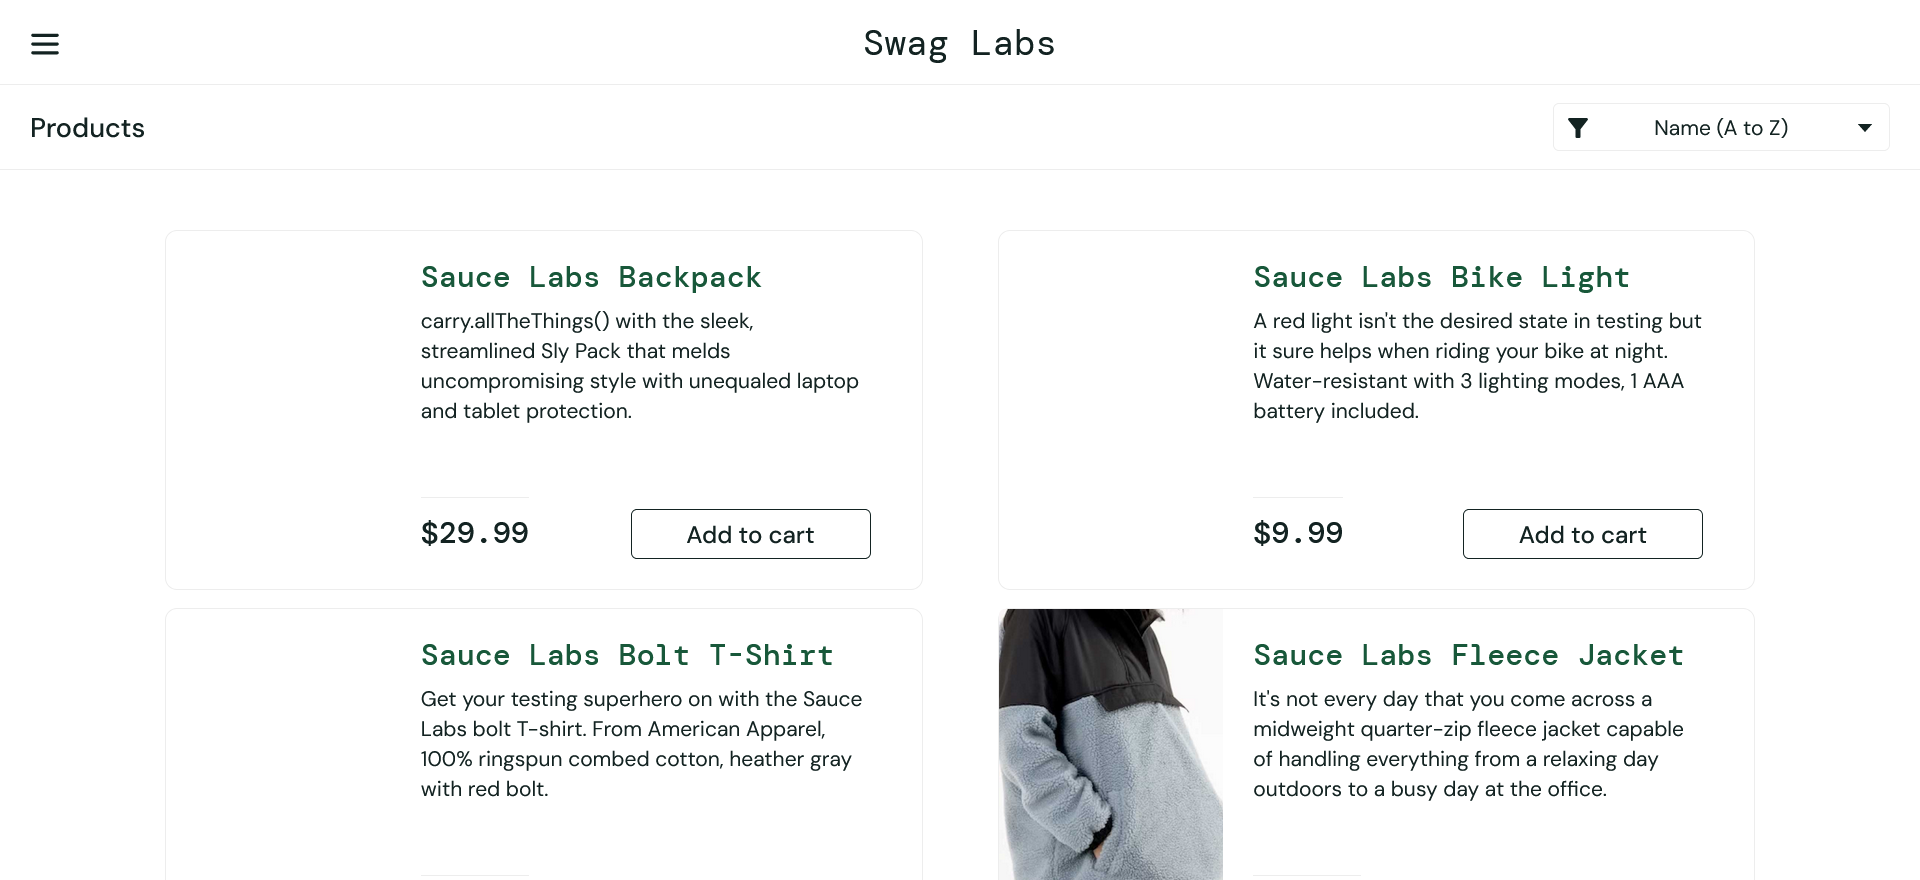 Swag Labs
Products
Name (A to Z)
Sauce Labs Backpack
carry.allTheThings() with the sleek,
streamlined Sly Pack that melds
uncompromising style with unequaled laptop
and tablet protection.
$29.99
Add to cart
Sauce Labs Bike Light
A red light isn't the desired state in testing but
it sure helps when riding your bike at night.
Water-resistant with 3 lighting modes, 1 AAA
battery included.
$9.99
Add to cart
Sauce Labs Bolt T-Shirt
Get your testing superhero on with the Sauce
Labs bolt T-shirt. From American Apparel,
100% ringspun combed cotton, heather gray
with red bolt.
Sauce Labs Fleece Jacket
It's not every day that you come across a
midweight quarter-zip fleece jacket capable
of handling everything from a relaxing day
outdoors to a busy day at the office.